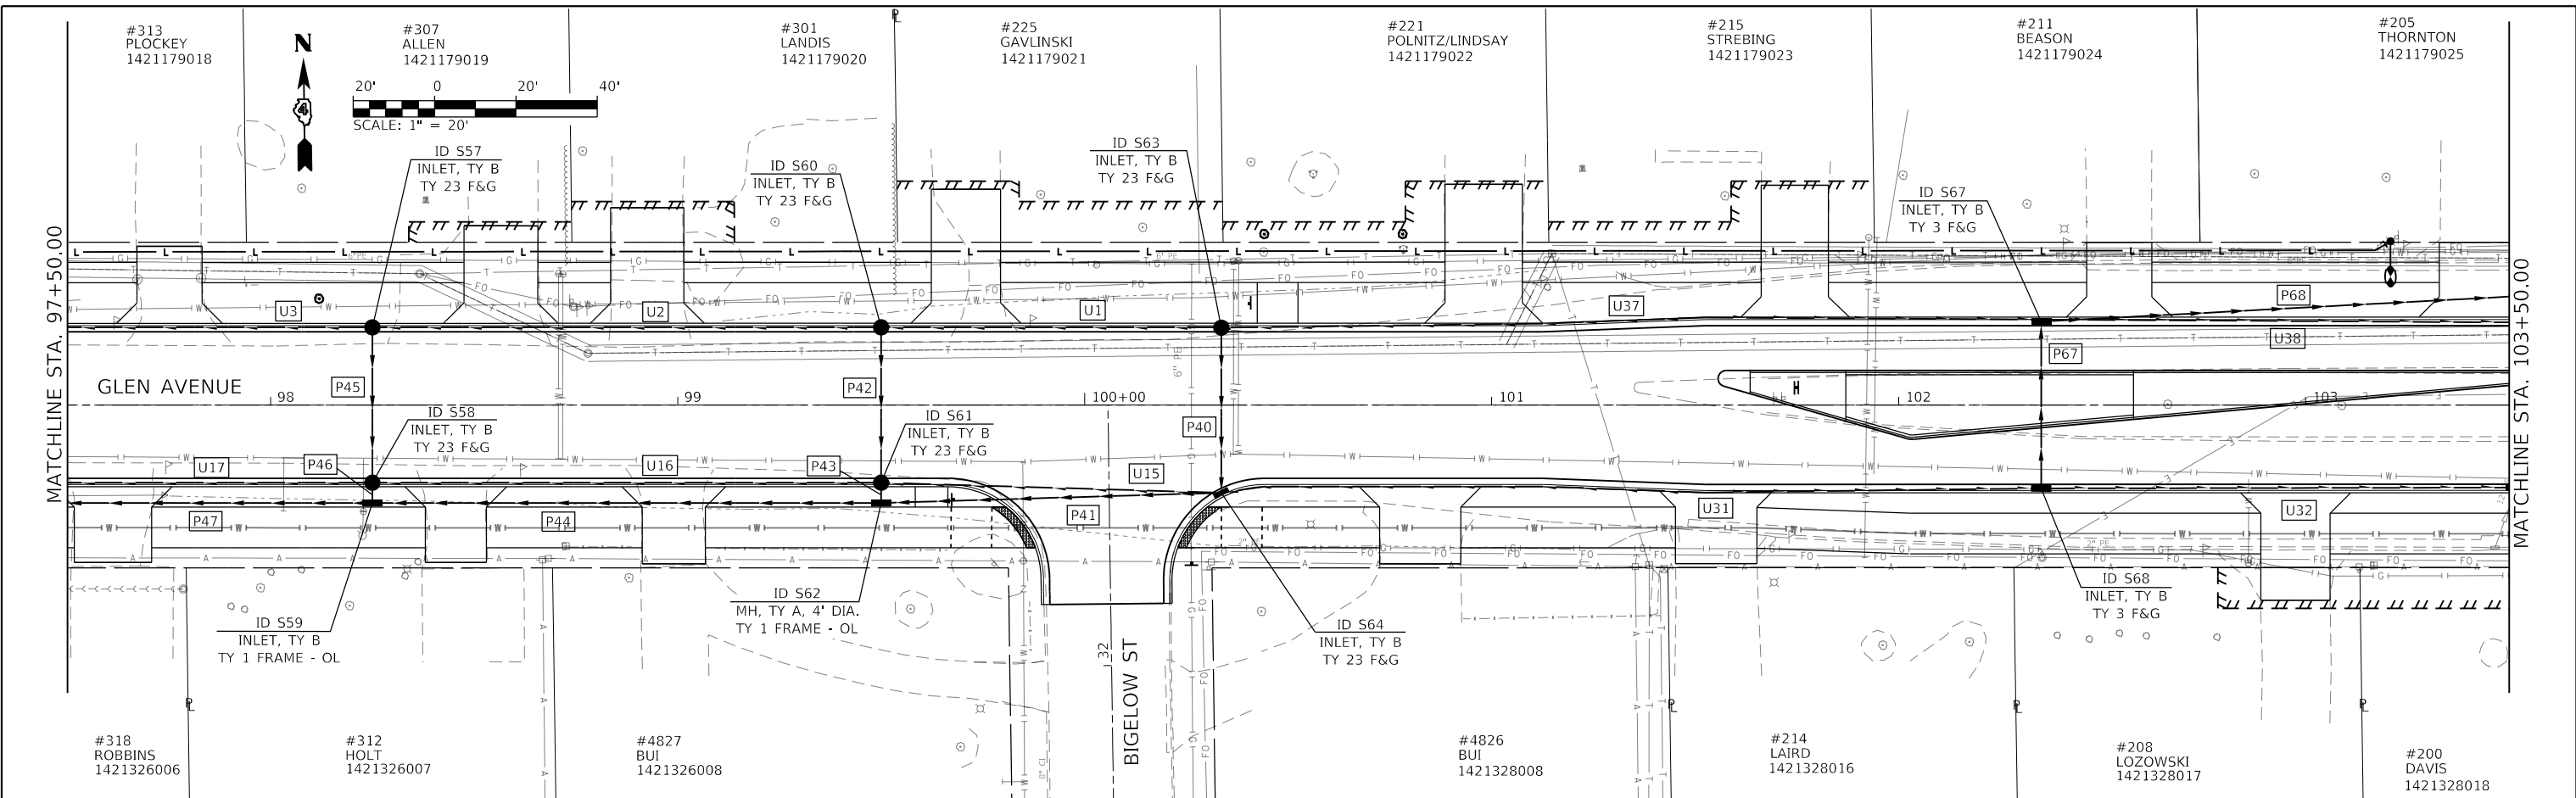 #313
PLOCKEY
1421179018
#307
ALLEN
1421179019
#301
LANDIS
1421179020
#225
GAVLINSKI
1421179021
#221
POLNITZ/LINDSAY
1421179022
#215
STREBING
1421179023
#211
BEASON
1421179024
#205
THORNTON
1421179025
N
4
20' 0 20' 40'
SCALE: 1" = 20'
ID S57
INLET, TY B
TY 23 F&G
ID S60
INLET, TY B
TY 23 F&G
ID S63
INLET, TY B
TY 23 F&G
ID S67
INLET, TY B
TY 3 F&G
MATCHLINE STA. 97+50.00
MATCHLINE STA. 103+50.00
U3
U2
U1
U37
P68
U38
P67
GLEN AVENUE
P45
P42
P40
98
99
100+00
101
102
103
ID S58
INLET, TY B
TY 23 F&G
ID S61
INLET, TY B
TY 23 F&G
U17
P46
U16
P43
U15
P47
P44
P41
U31
U32
ID S59
INLET, TY B
TY 1 FRAME - OL
ID S62
MH, TY A, 4' DIA.
TY 1 FRAME - OL
ID S64
INLET, TY B
TY 23 F&G
ID S68
INLET, TY B
TY 3 F&G
32
BIGELOW ST
#318
ROBBINS
1421326006
#312
HOLT
1421326007
#4827
BUI
1421326008
#4826
BUI
1421328008
#214
LAIRD
1421328016
#208
LOZOWSKI
1421328017
#200
DAVIS
1421328018